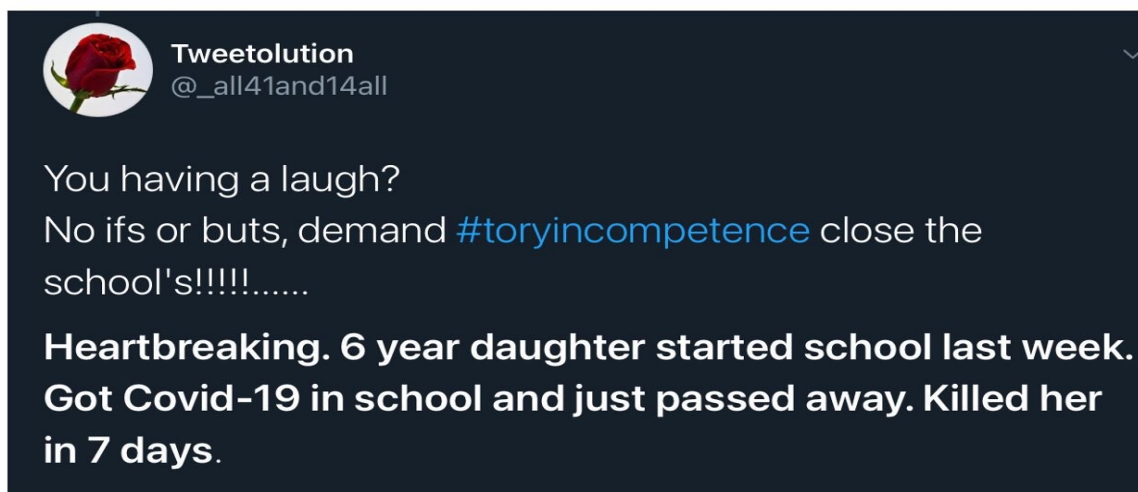 Tweetolution
@_all41and14all
You having a laugh?
No ifs or buts, demand #toryincompetence close the
school's!!!!!......
Heartbreaking. 6 year daughter started school last week.
Got Covid-19 in school and just passed away. Killed her
in 7 days.